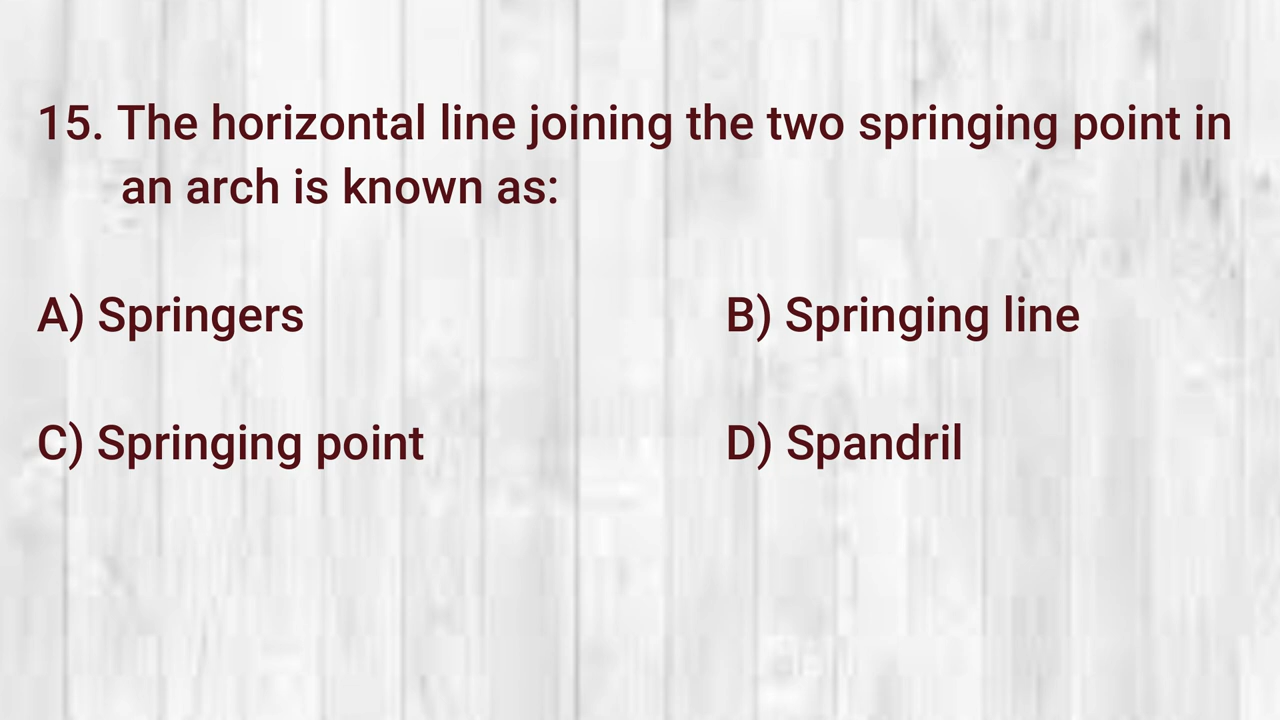 15. The horizontal line joining the two springing point in
an arch is known as:
A) Springers B) Springing line
C) Springing point D) Spandril